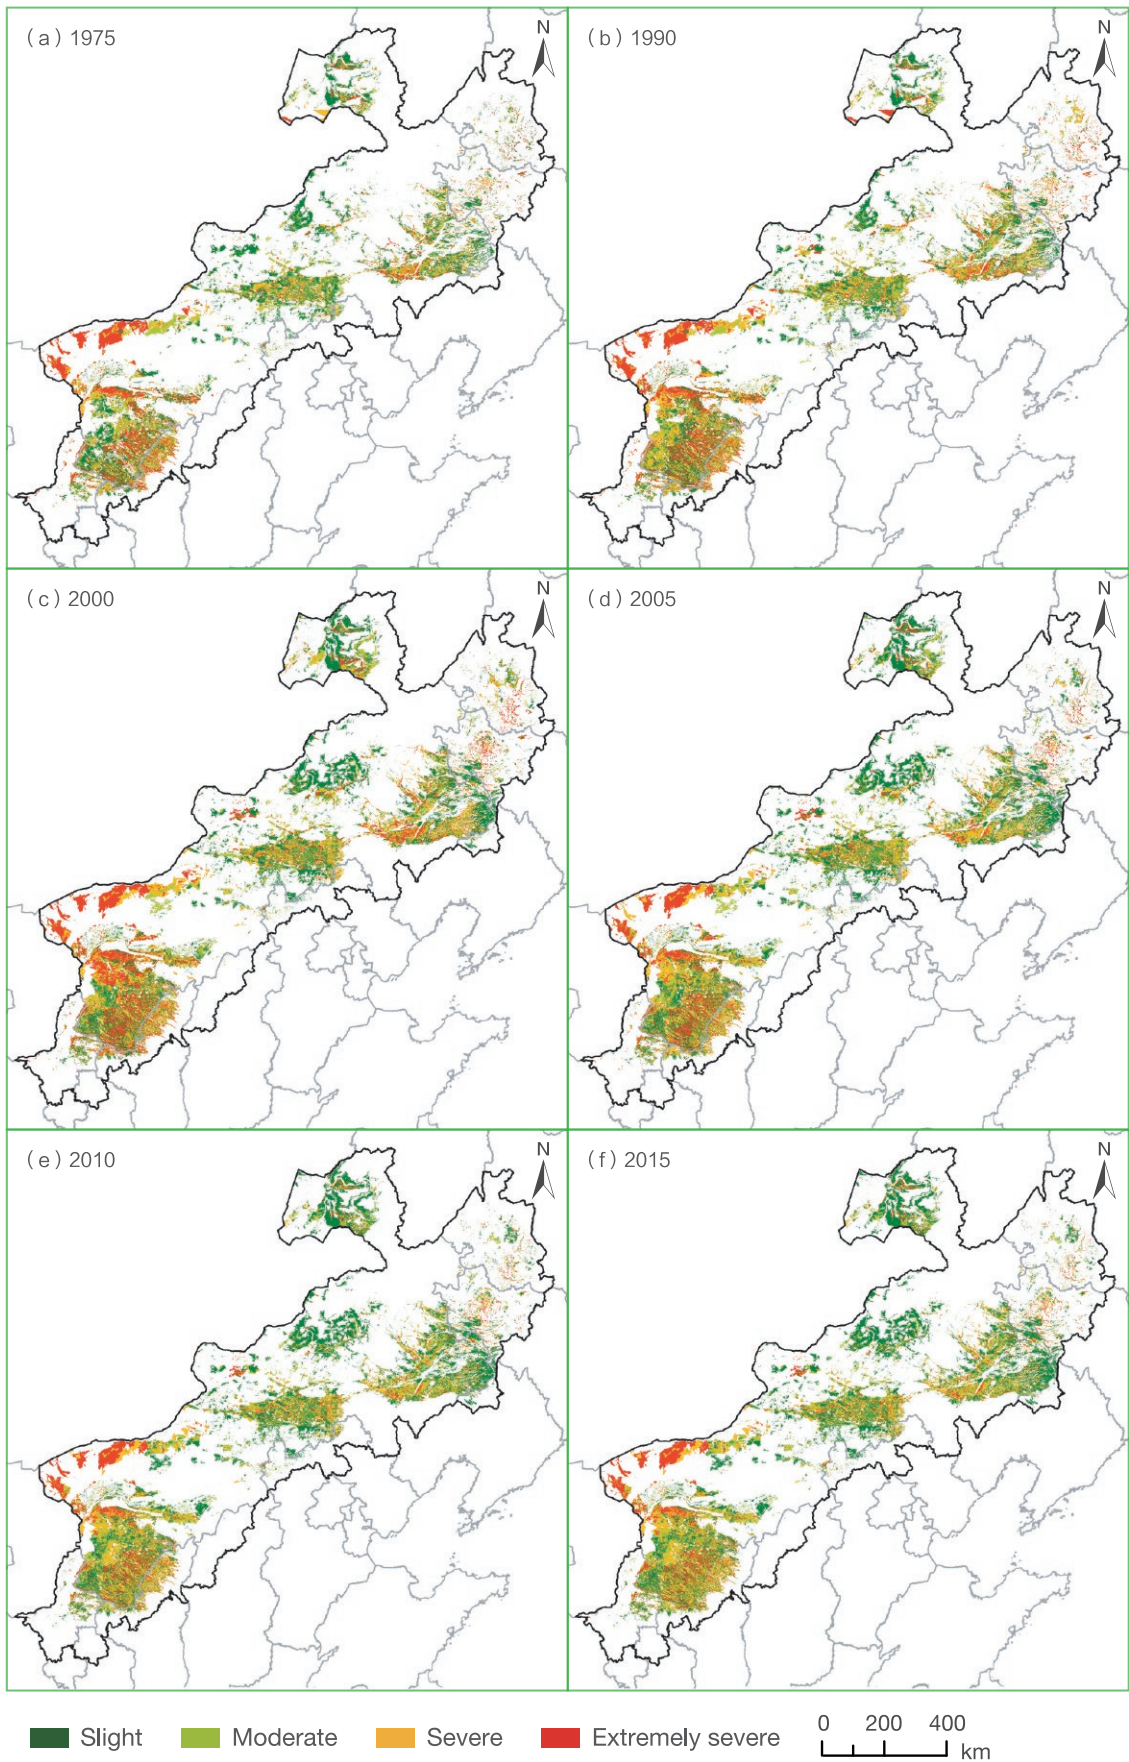 (a) 1975
N
(b) 1990
N
(c) 2000
N
(d) 2005
N
(e) 2010
N
(f) 2015
N
Slight
Moderate
Severe
Extremely severe
0 200 400
km